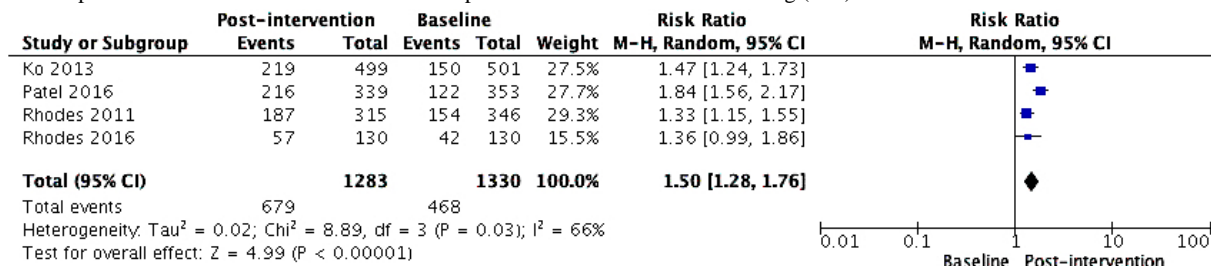 Post-intervention Baseline Risk Ratio Risk Ratio
Study or Subgroup Events Total Events Total Weight M-H, Random, 95% CI M-H, Random, 95% CI
Ko 2013 219 499 150 501 27.5% 1.47 [1.24, 1.73]
Patel 2016 216 339 122 353 27.7% 1.84 [1.56, 2.17]
Rhodes 2011 187 315 154 346 29.3% 1.33 [1.15, 1.55]
Rhodes 2016 57 130 42 130 15.5% 1.36 [0.99, 1.86]
Total (95% CI) 1283 1330 100.0% 1.50 [1.28, 1.76]
Total events 679 468
Heterogeneity: Tau² = 0.02; Chi² = 8.89, df = 3 (P = 0.03); I² = 66%
Test for overall effect: Z = 4.99 (P < 0.00001)
0.01 0.1 1 10 100
Baseline Post-intervention